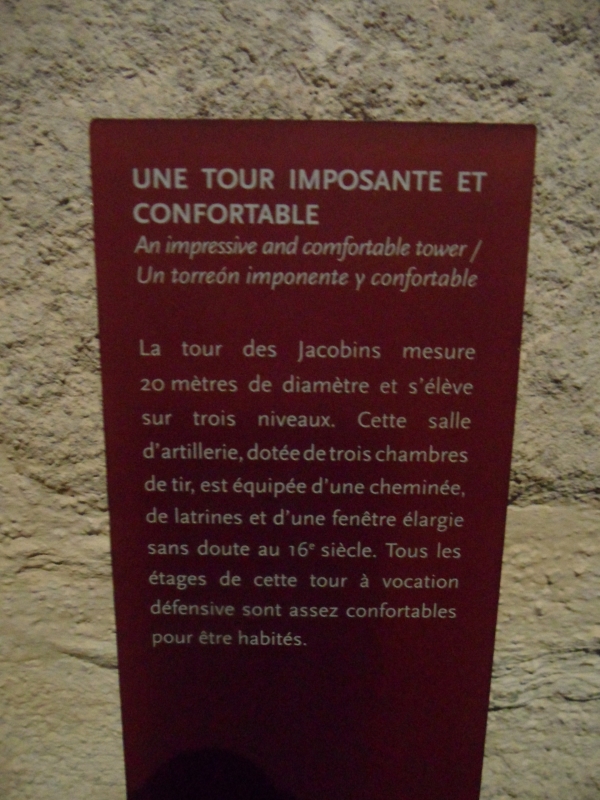 UNE TOUR IMPOSANTE ET
CONFORTABLE
An impressive and comfortable tower /
Un torreón imponente y confortable
La tour des Jacobins mesure
20 mètres de diamètre et s'élève
sur trois niveaux. Cette salle
d'artillerie, dotée de trois chambres
de tir, est équipée d'une cheminée,
de latrines et d'une fenêtre élargie
sans doute au 16e siècle. Tous les
étages de cette tour à vocation
défensive sont assez confortables
pour être habités.